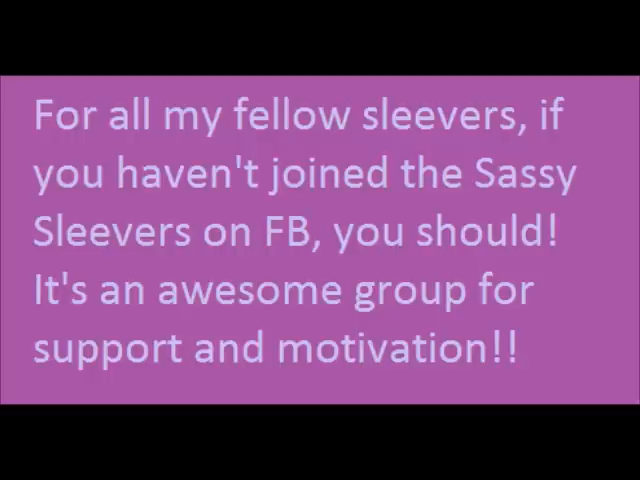 For all my fellow sleevers, if
you haven't joined the Sassy
Sleevers on FB, you should!
It's an awesome group for
support and motivation!!